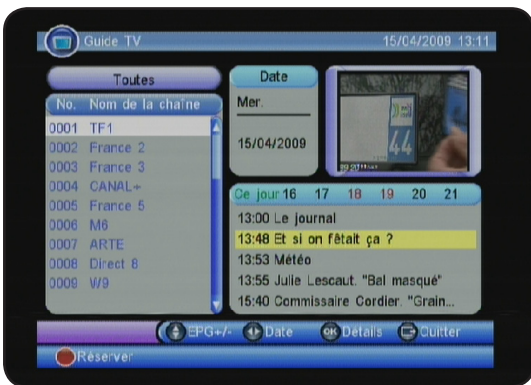 Guide TV 15/04/2009 13:11
Toutes
No. Nom de la chaîne
0001 TF1
0002 France 2
0003 France 3
0004 CANAL+
0005 France 5
0006 M6
0007 ARTE
0008 Direct 8
0009 W9
Date
Mer.
15/04/2009
44
Ce jour 16 17 18 19 20 21
13:00 Le journal
13:48 Et si on fêtait ça ?
13:53 Météo
13:55 Julie Lescaut. "Bal masqué"
15:40 Commissaire Cordier. "Grain...
EPG+/- Date OK Détails Quitter
Réserver